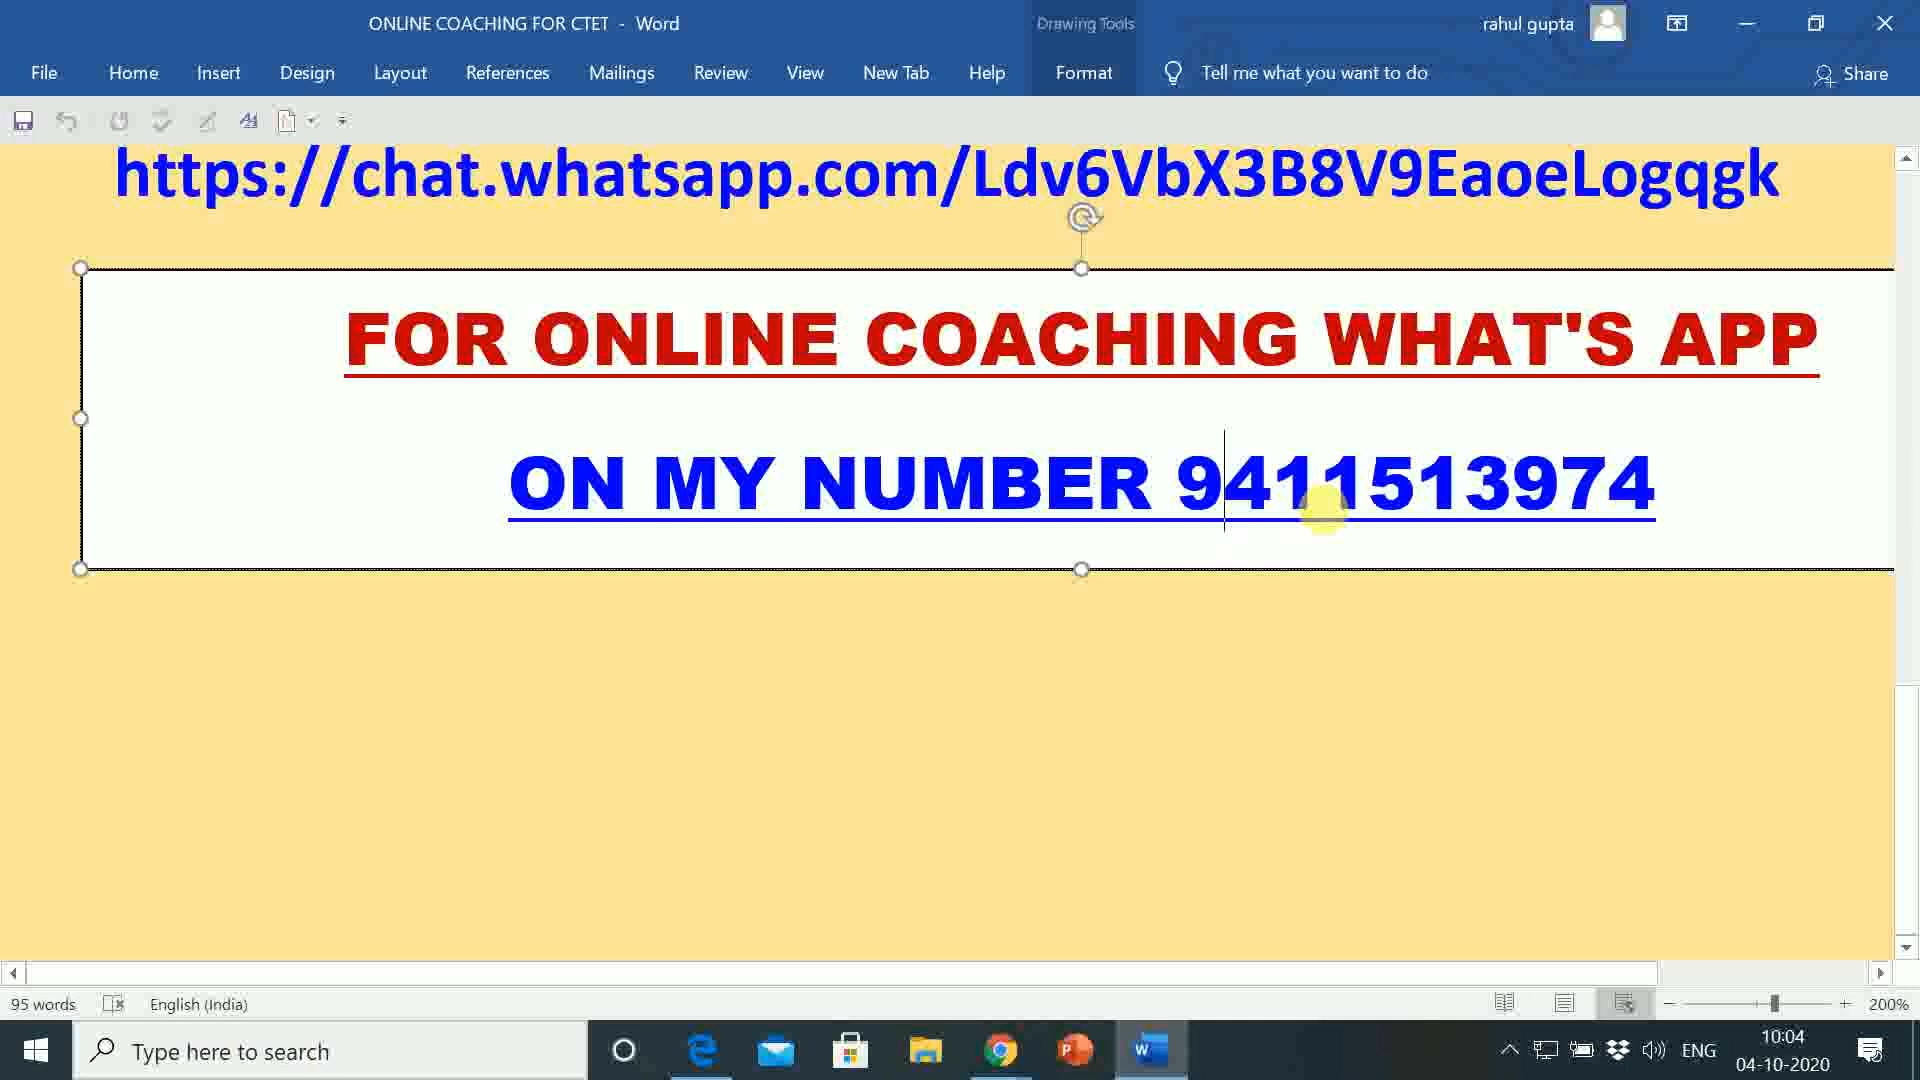 ONLINE COACHING FOR CTET - Word
Drawing Tools
rahul gupta
File Home Insert Design Layout References Mailings Review View New Tab Help Format Tell me what you want to do Share
https://chat.whatsapp.com/Ldv6VbX3B8V9EaoeLogqgk
FOR ONLINE COACHING WHAT'S APP
ON MY NUMBER 9411513974
95 words English (India) 200%
Type here to search
ENG
10:04
04-10-2020